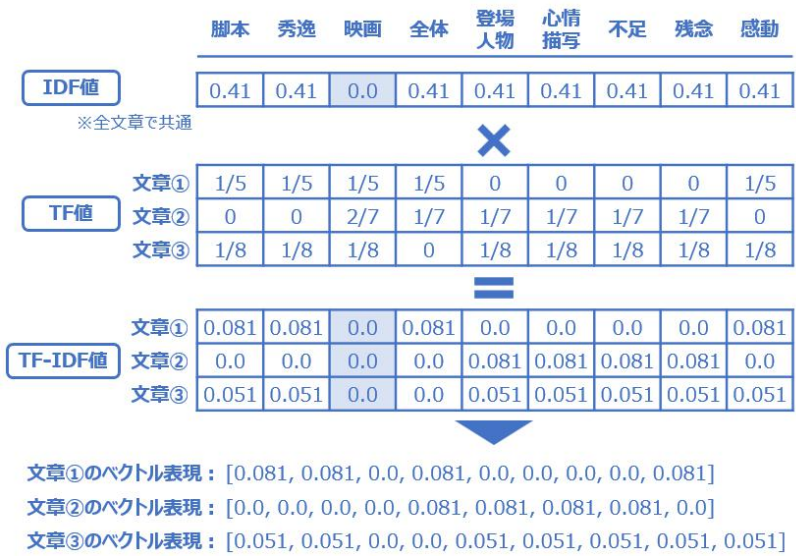 脚本 秀逸 映画 全体 登場人物 心情描写 不足 残念 感動
IDF値 0.41 0.41 0.0 0.41 0.41 0.41 0.41 0.41 0.41
※全文章で共通
×
文章① 1/5 1/5 1/5 1/5 0 0 0 0 1/5
TF値 文章② 0 0 2/7 1/7 1/7 1/7 1/7 1/7 0
文章③ 1/8 1/8 1/8 0 1/8 1/8 1/8 1/8 1/8
=
文章① 0.081 0.081 0.0 0.081 0.0 0.0 0.0 0.0 0.081
TF-IDF値 文章② 0.0 0.0 0.0 0.0 0.081 0.081 0.081 0.081 0.0
文章③ 0.051 0.051 0.0 0.0 0.051 0.051 0.051 0.051 0.051
文章①のベクトル表現：[0.081, 0.081, 0.0, 0.081, 0.0, 0.0, 0.0, 0.0, 0.081]
文章②のベクトル表現：[0.0, 0.0, 0.0, 0.0, 0.081, 0.081, 0.081, 0.081, 0.0]
文章③のベクトル表現：[0.051, 0.051, 0.0, 0.0, 0.051, 0.051, 0.051, 0.051, 0.051]